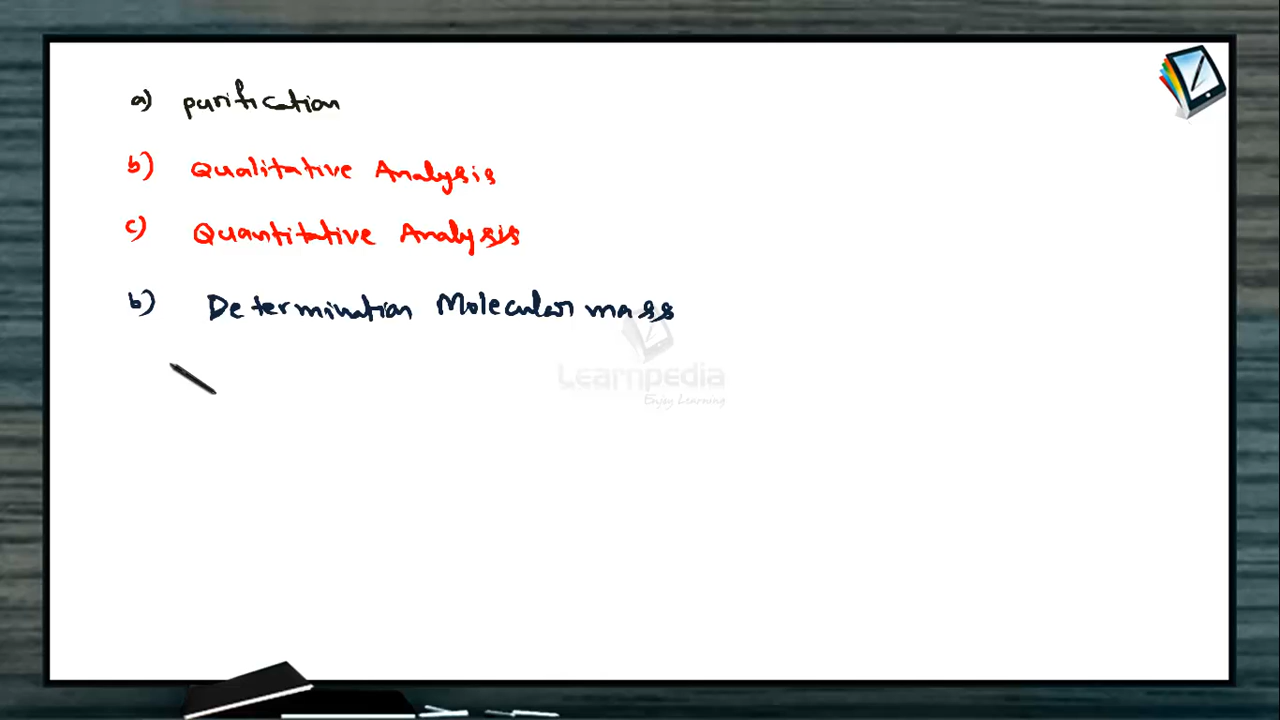 a) purification
b) Qualitative Analysis
c) Quantitative Analysis
b) Determination Molecular mass
Learnpedia
Enjoy Learning